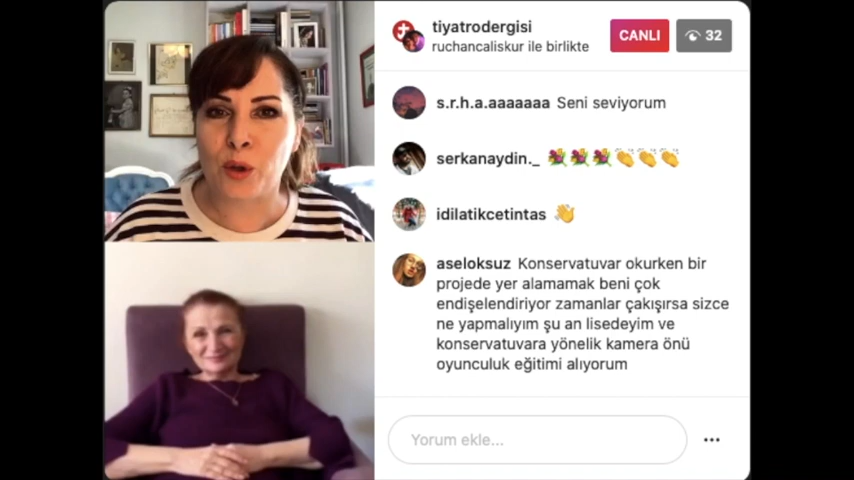 tiyatrodergisi
ruchancaliskur ile birlikte
CANLI
32
s.r.h.a.aaaaaaa Seni seviyorum
serkanaydin._ 💐💐💐👏👏👏
idilatikcetintas 👋
aseloksuz Konservatuvar okurken bir
projede yer alamamak beni çok
endişelendiriyor zamanlar çakışırsa sizce
ne yapmalıyım şu an lisedeyim ve
konservatuvara yönelik kamera önü
oyunculuk eğitimi alıyorum
Yorum ekle...